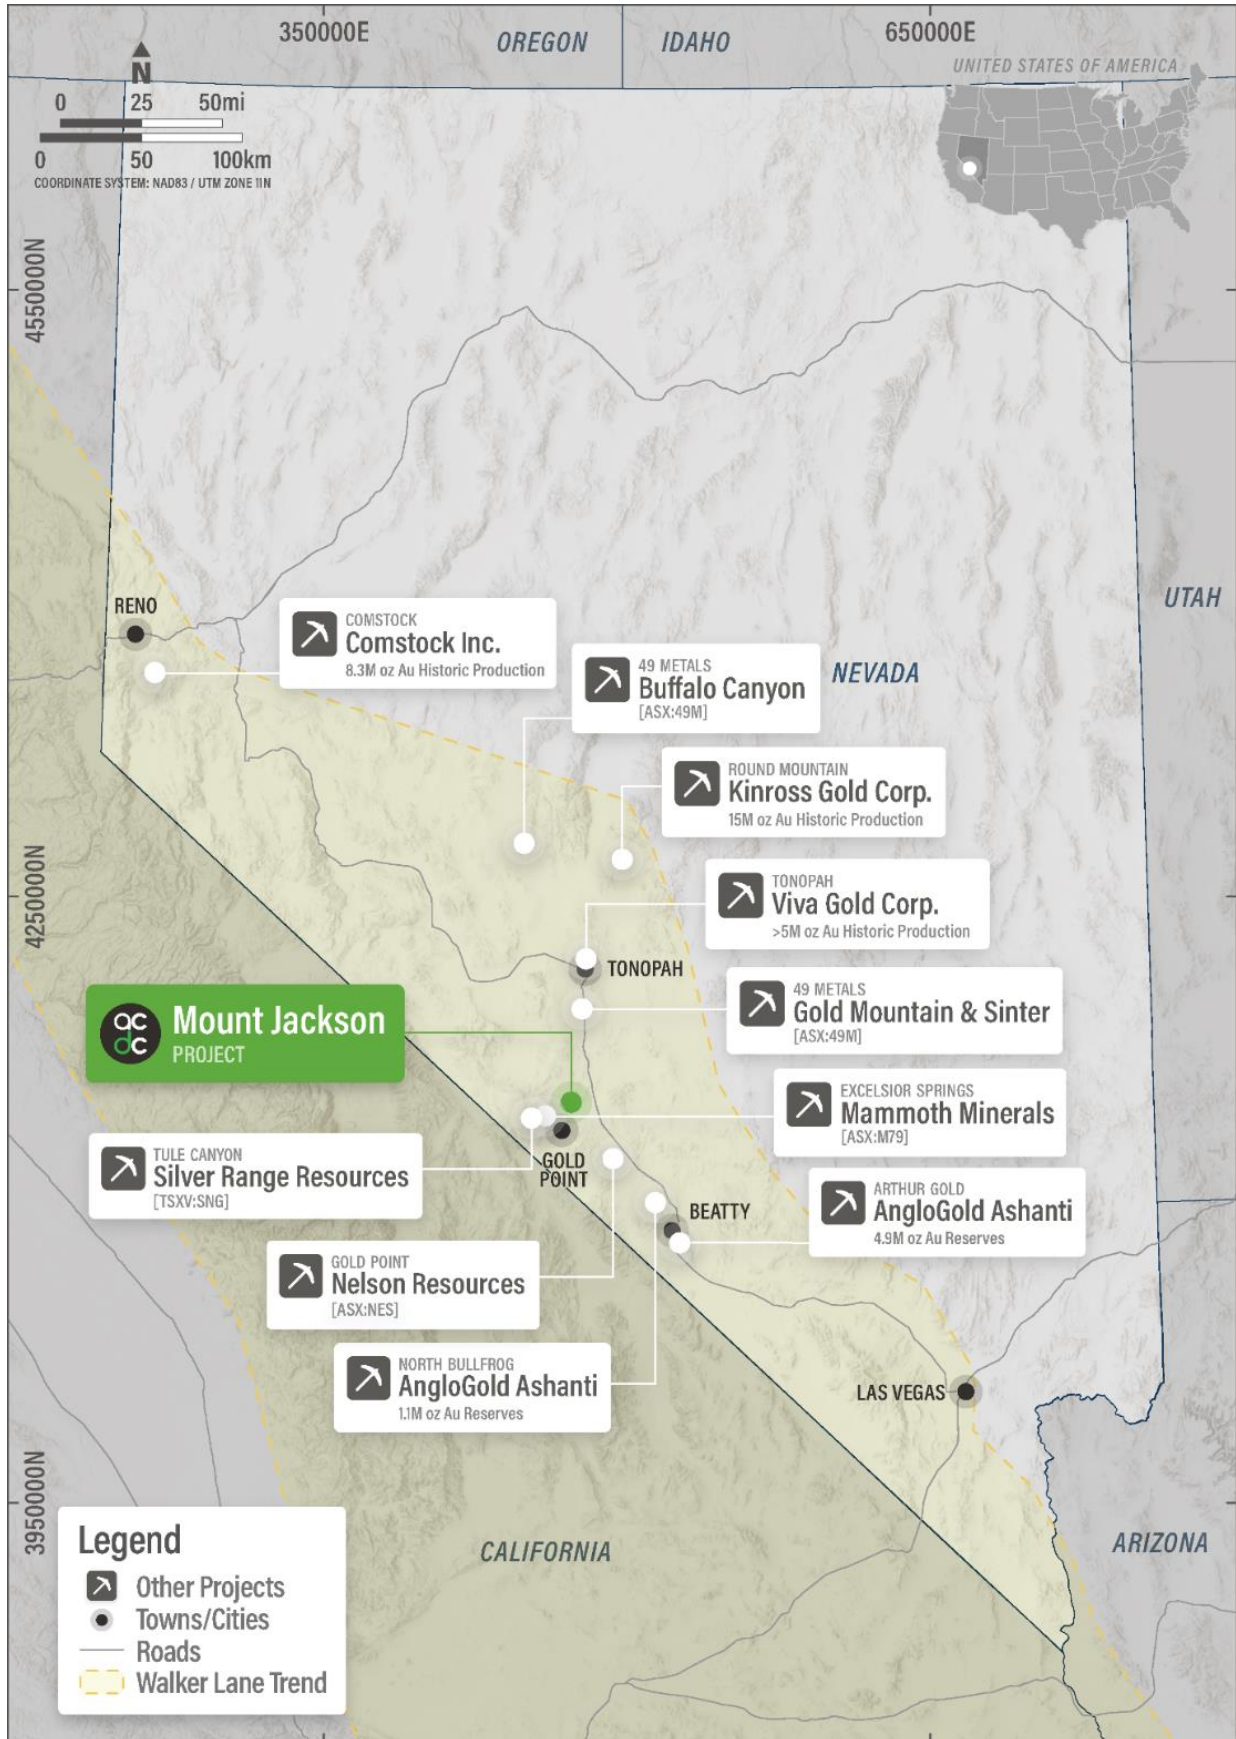 350000E
650000E
OREGON
IDAHO
UNITED STATES OF AMERICA
N
0 25 50mi
0 50 100km
COORDINATE SYSTEM: NAD83 / UTM ZONE 11N
4550000N
4250000N
3950000N
UTAH
NEVADA
RENO
COMSTOCK
Comstock Inc.
8.3M oz Au Historic Production
49 METALS
Buffalo Canyon
[ASX:49M]
ROUND MOUNTAIN
Kinross Gold Corp.
15M oz Au Historic Production
TONOPAH
Viva Gold Corp.
>5M oz Au Historic Production
TONOPAH
49 METALS
Gold Mountain & Sinter
[ASX:49M]
acdc
Mount Jackson
PROJECT
EXCELSIOR SPRINGS
Mammoth Minerals
[ASX:M79]
TULE CANYON
Silver Range Resources
[TSXV:SNG]
GOLD
POINT
ARTHUR GOLD
AngloGold Ashanti
4.9M oz Au Reserves
BEATTY
GOLD POINT
Nelson Resources
[ASX:NES]
NORTH BULLFROG
AngloGold Ashanti
1.1M oz Au Reserves
LAS VEGAS
CALIFORNIA
ARIZONA
Legend
Other Projects
Towns/Cities
Roads
Walker Lane Trend